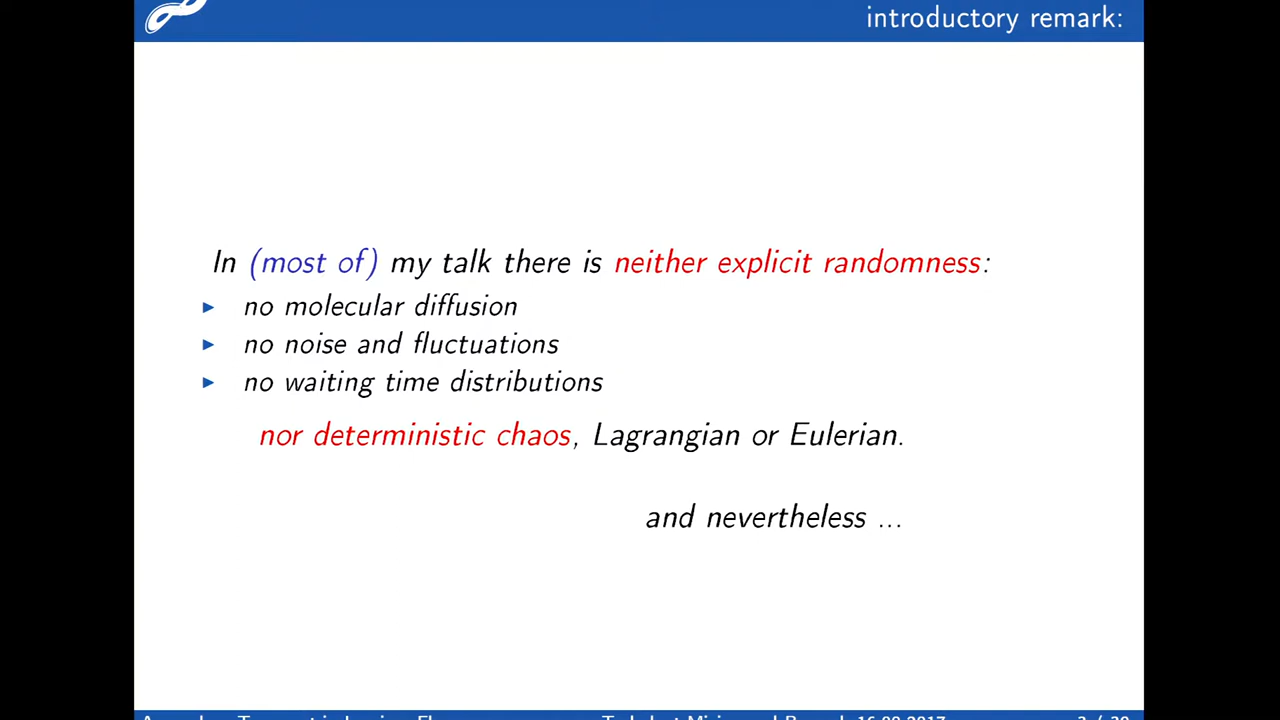 introductory remark:
In (most of) my talk there is neither explicit randomness:
▶ no molecular diffusion
▶ no noise and fluctuations
▶ no waiting time distributions
nor deterministic chaos, Lagrangian or Eulerian.
and nevertheless ...